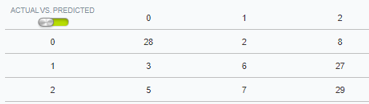 ACTUAL VS. PREDICTED 0 1 2
0 28 2 8
1 3 6 27
2 5 7 29